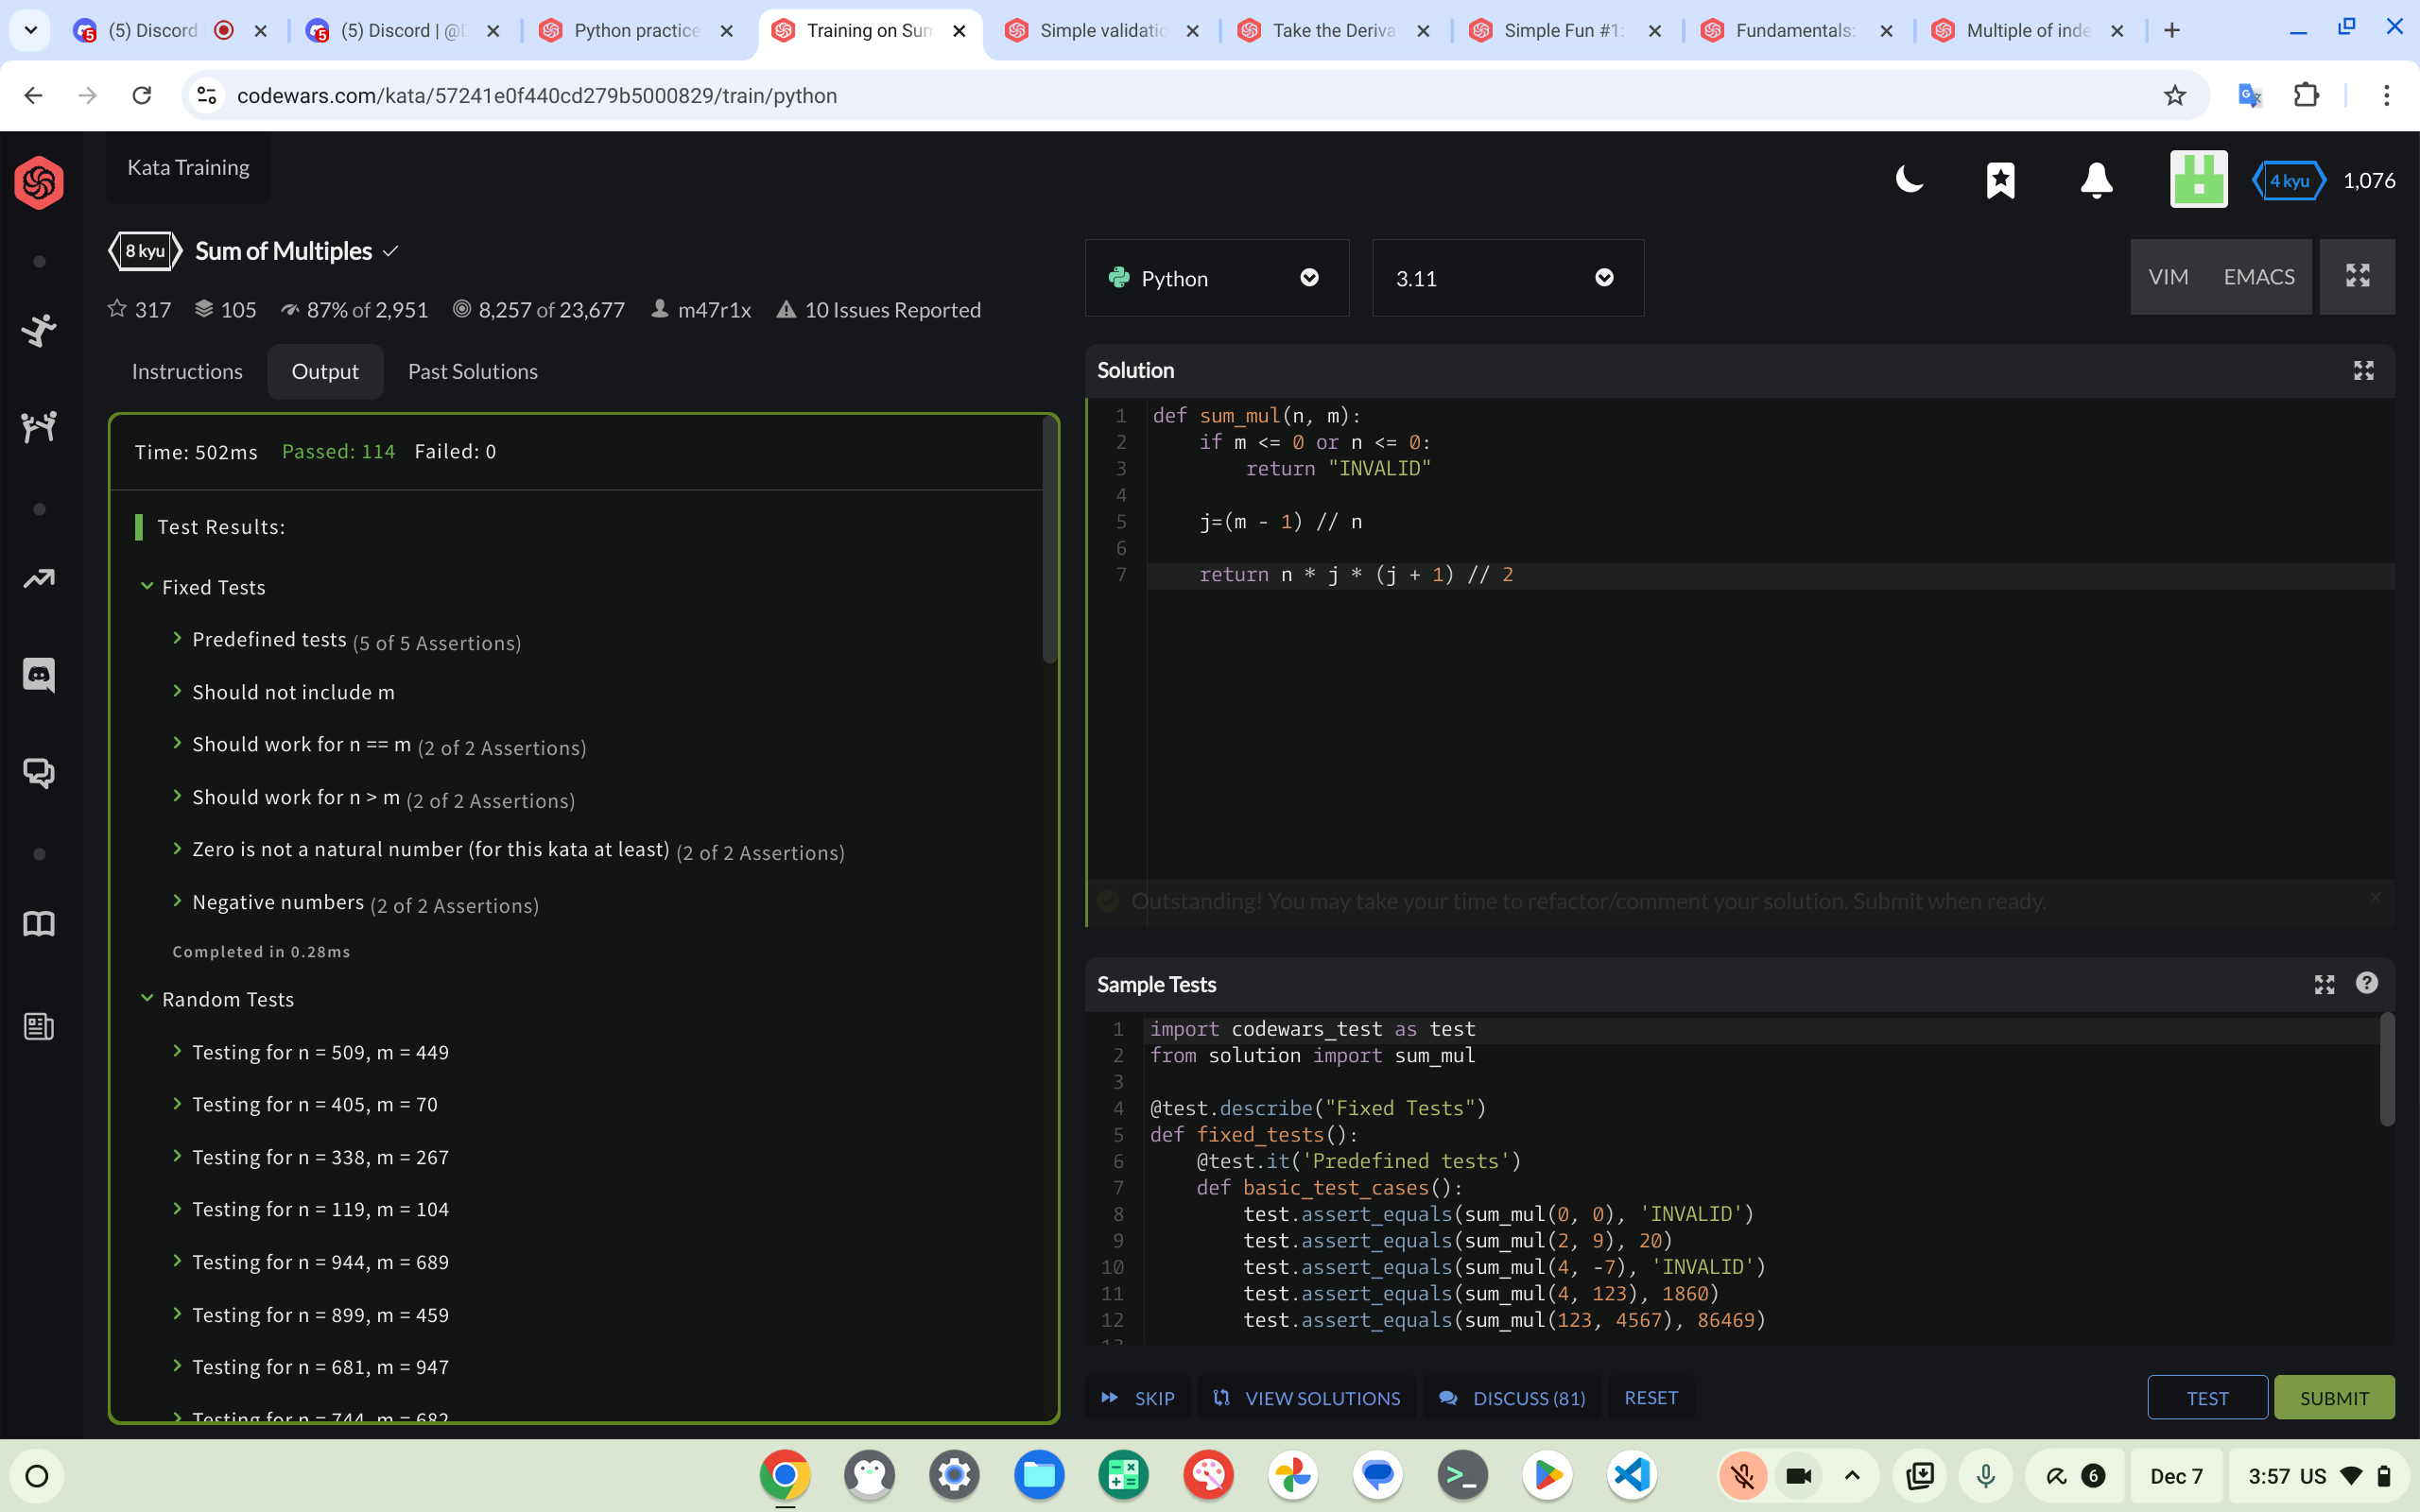 (5) Discord
(5) Discord | @D
Python practice
Training on Sum
Simple validatio
Take the Deriva
Simple Fun #1:
Fundamentals:
Multiple of inde
codewars.com/kata/57241e0f440cd279b5000829/train/python
Kata Training
4 kyu 1,076
8 kyu Sum of Multiples
317 105 87% of 2,951 8,257 of 23,677 m47r1x 10 Issues Reported
Instructions Output Past Solutions
Time: 502ms Passed: 114 Failed: 0
Test Results:
Fixed Tests
Predefined tests (5 of 5 Assertions)
Should not include m
Should work for n == m (2 of 2 Assertions)
Should work for n > m (2 of 2 Assertions)
Zero is not a natural number (for this kata at least) (2 of 2 Assertions)
Negative numbers (2 of 2 Assertions)
Completed in 0.28ms
Random Tests
Testing for n = 509, m = 449
Testing for n = 405, m = 70
Testing for n = 338, m = 267
Testing for n = 119, m = 104
Testing for n = 944, m = 689
Testing for n = 899, m = 459
Testing for n = 681, m = 947
Testing for n = 744, m = 682
Python 3.11 VIM EMACS
Solution
1 def sum_mul(n, m):
2 if m <= 0 or n <= 0:
3 return "INVALID"
4
5 j=(m - 1) // n
6
7 return n * j * (j + 1) // 2
Outstanding! You may take your time to refactor/comment your solution. Submit when ready.
Sample Tests
1 import codewars_test as test
2 from solution import sum_mul
3
4 @test.describe("Fixed Tests")
5 def fixed_tests():
6 @test.it('Predefined tests')
7 def basic_test_cases():
8 test.assert_equals(sum_mul(0, 0), 'INVALID')
9 test.assert_equals(sum_mul(2, 9), 20)
10 test.assert_equals(sum_mul(4, -7), 'INVALID')
11 test.assert_equals(sum_mul(4, 123), 1860)
12 test.assert_equals(sum_mul(123, 4567), 86469)
13
SKIP VIEW SOLUTIONS DISCUSS (81) RESET TEST SUBMIT
6 Dec 7 3:57 US